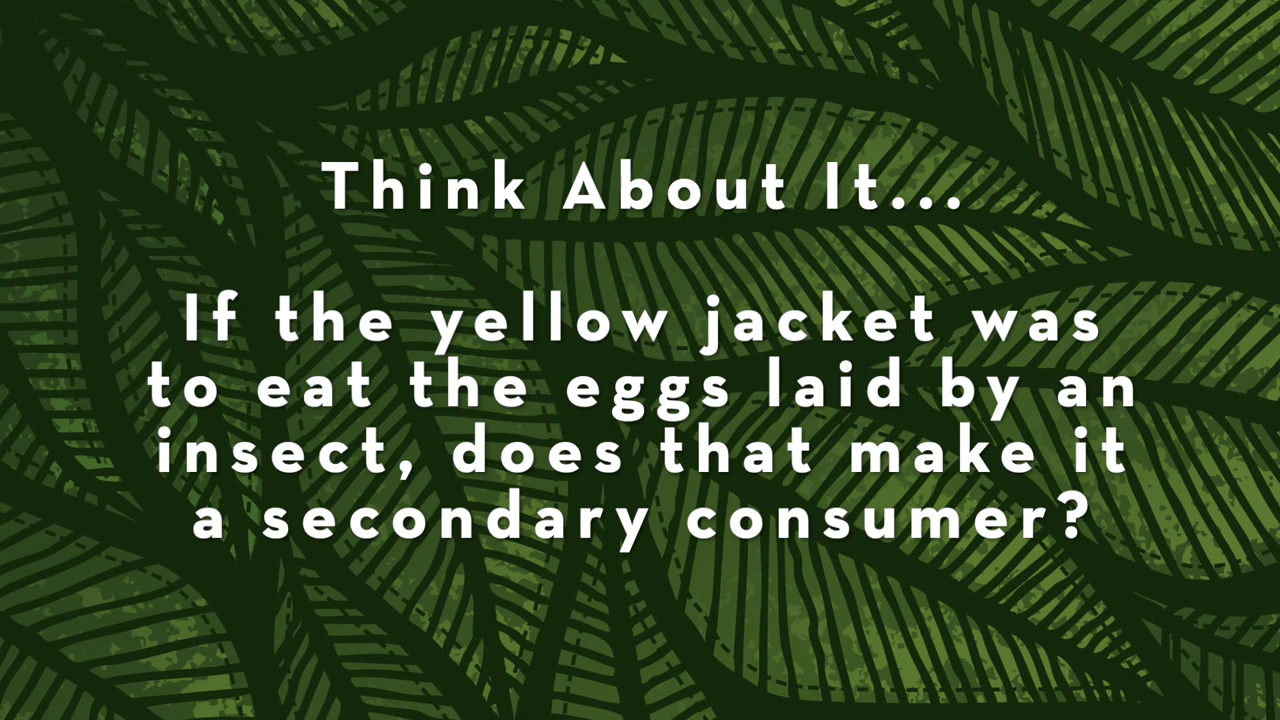 Think About It...
If the yellow jacket was
to eat the eggs laid by an
insect, does that make it
a secondary consumer?